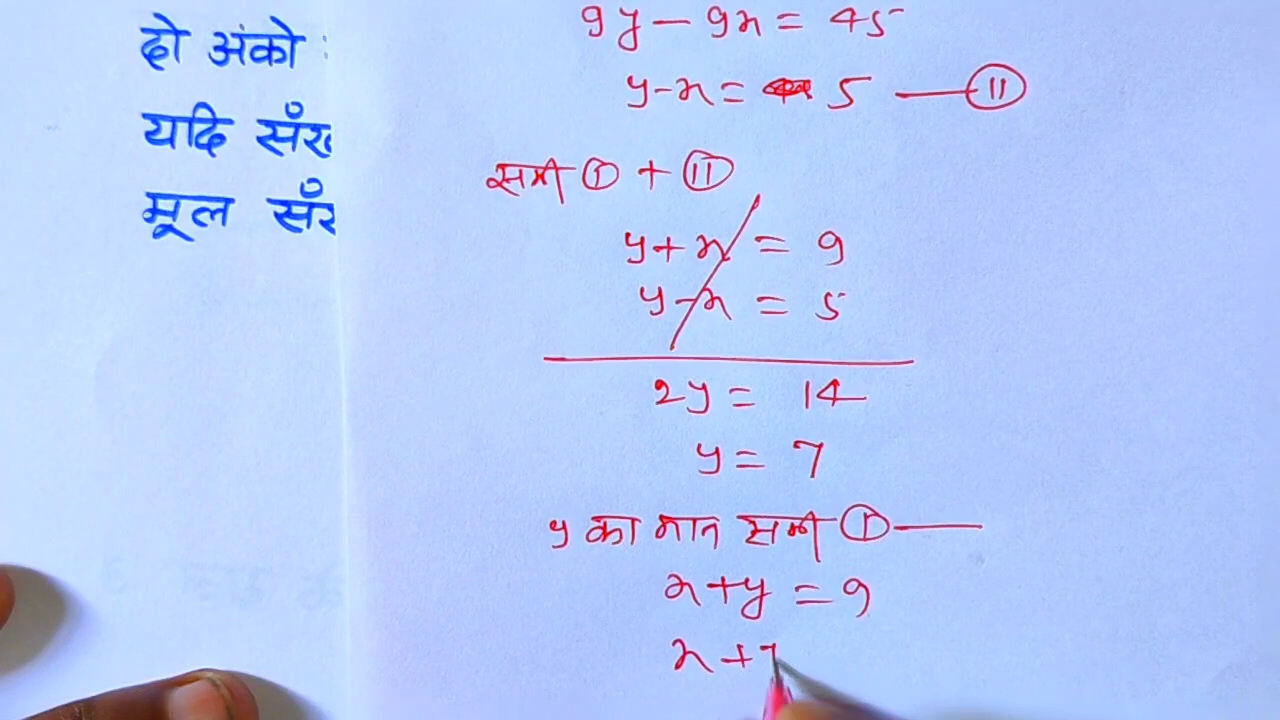 दो अंको
यदि
मूल
9y - 9x = 45
y - x = 5 — II
समी I + II
y + x = 9
y - x = 5
2y = 14
y = 7
y का मान समी I —
x + y = 9
x + 7